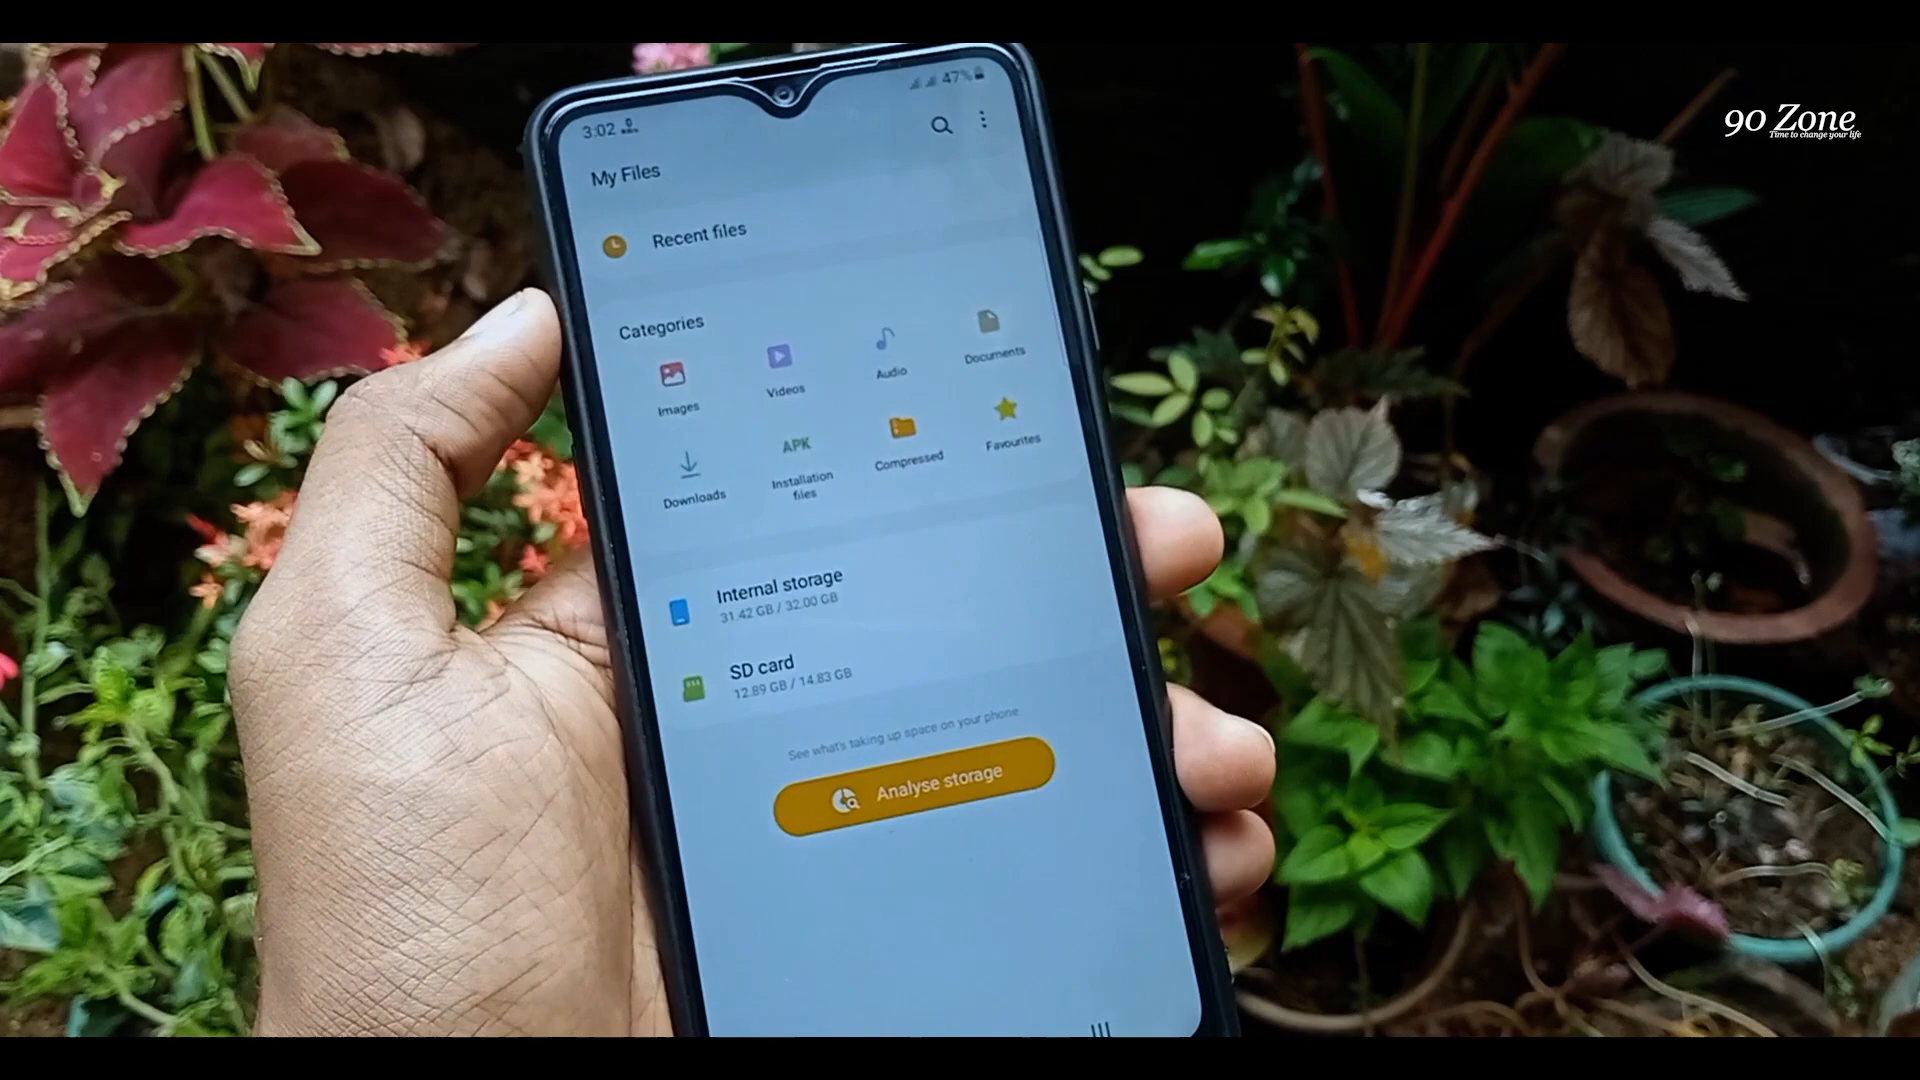 90 Zone
Time to change your life
3:02
47%
My Files
Recent files
Categories
Images
Videos
Audio
Documents
Downloads
APK
Installation
files
Compressed
Favourites
Internal storage
31.42 GB / 32.00 GB
SD card
12.89 GB / 14.83 GB
See what's taking up space on your phone
Analyse storage